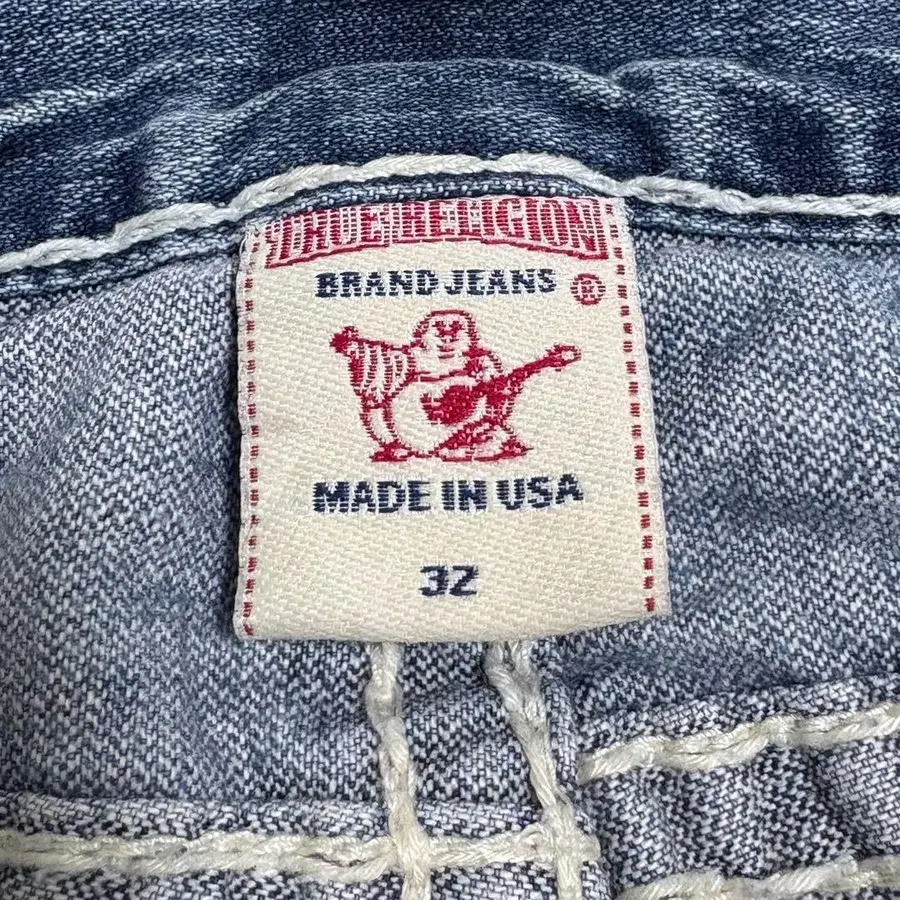 TRUE RELIGION
BRAND JEANS ®
MADE IN USA
32